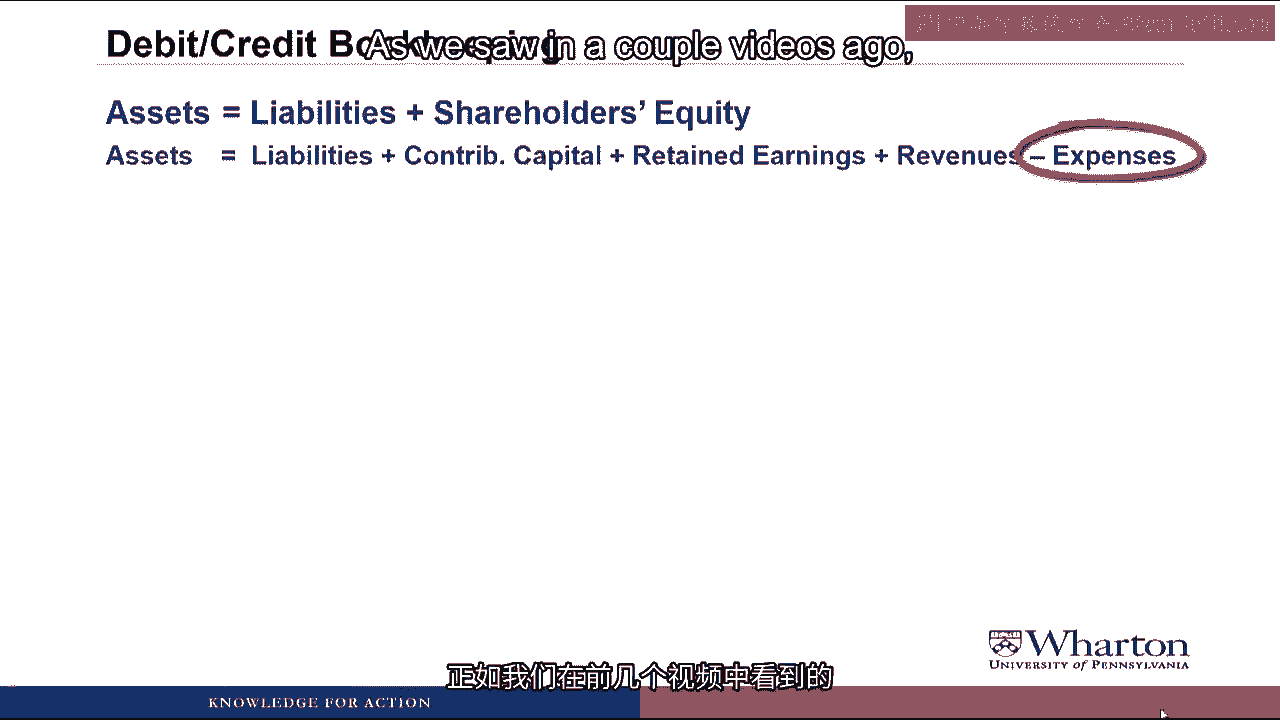 Debit/Credit Bookkeeping
As we saw in a couple videos ago,
Assets = Liabilities + Shareholders' Equity
Assets = Liabilities + Contrib. Capital + Retained Earnings + Revenues – Expenses
Wharton
UNIVERSITY of PENNSYLVANIA
正如我们在前几个视频中看到的
KNOWLEDGE FOR ACTION